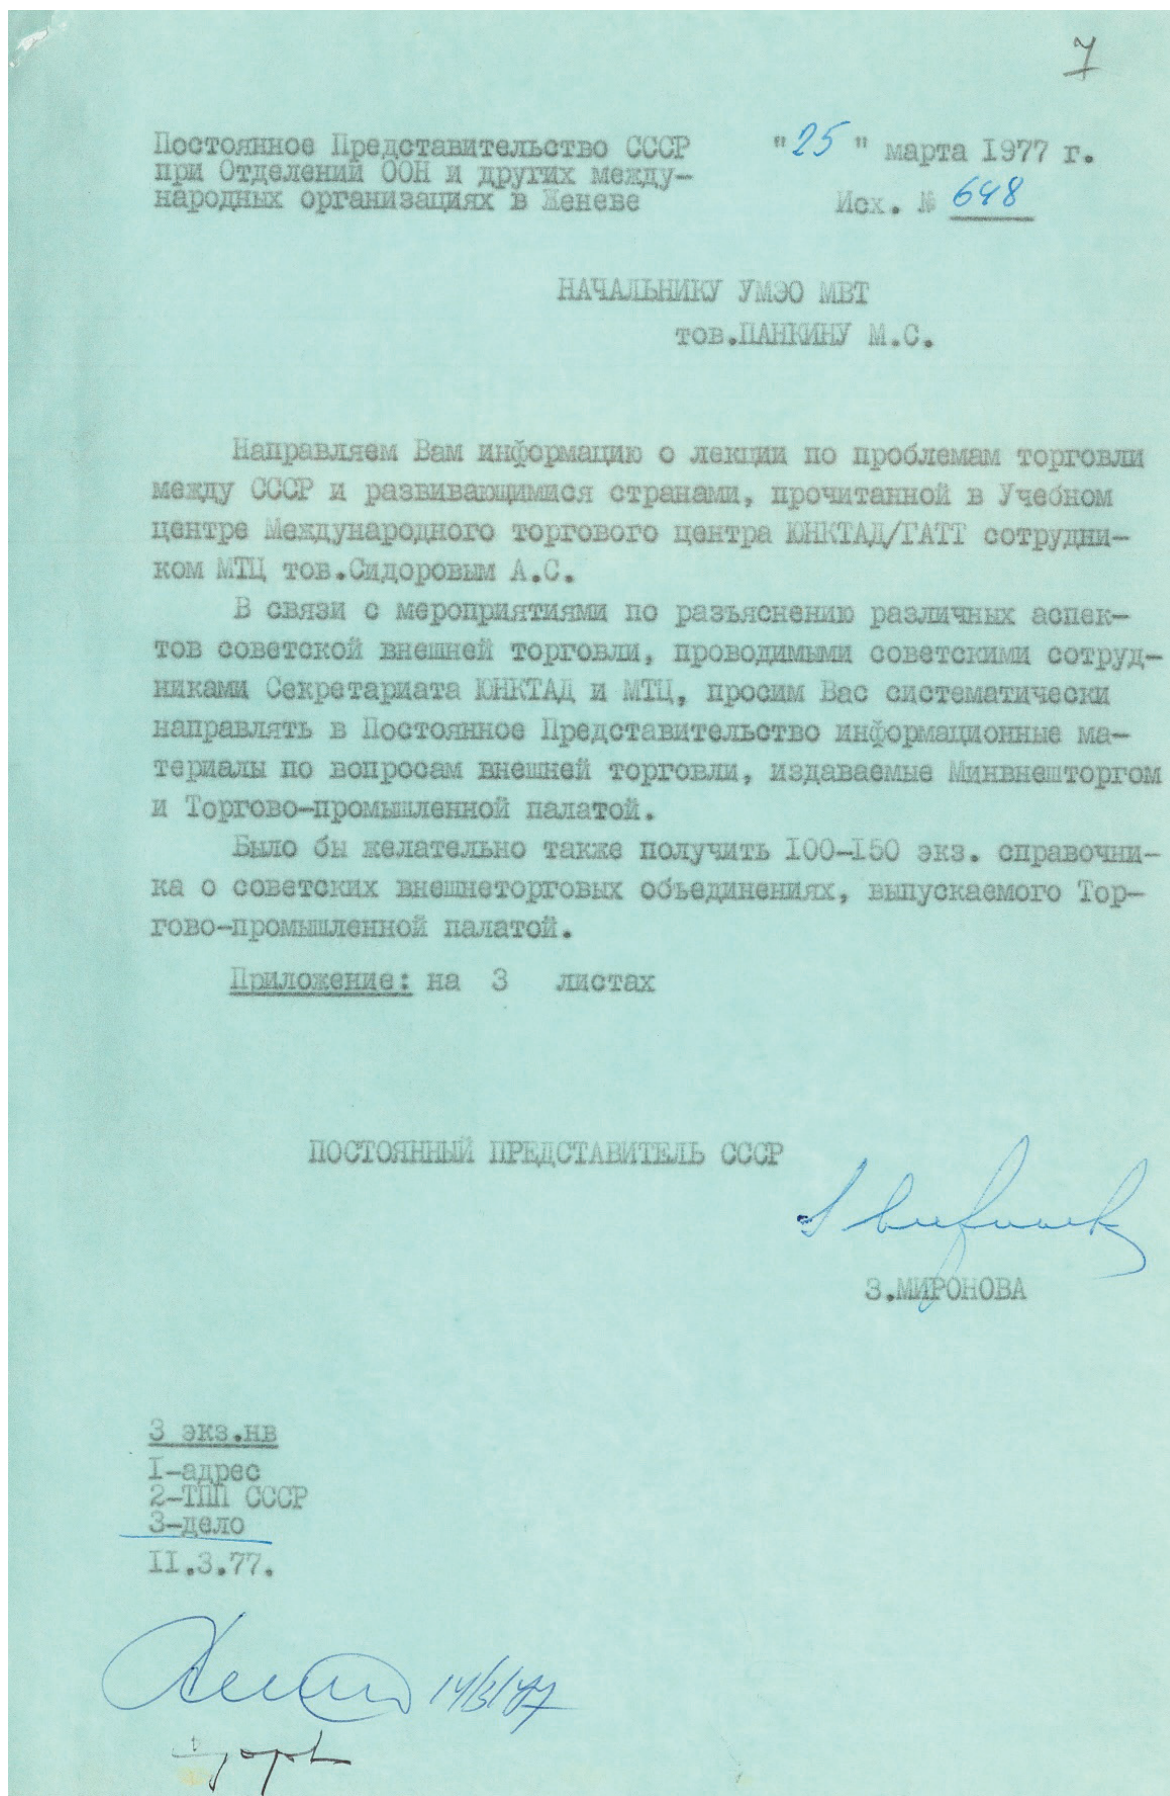 7
Постоянное Представительство СССР
при Отделений ООН и других между-
народных организациях в Женеве
"25" марта 1977 г.
Исх. № 648
НАЧАЛЬНИКУ УМЭО МВТ
тов.ПАНКИНУ М.С.
Направляем Вам информацию о лекции по проблемам торговли
между СССР и развивающимися странами, прочитанной в Учебном
центре Международного торгового центра ЮНКТАД/ГАТТ сотрудни-
ком МТЦ тов.Сидоровым А.С.
В связи с мероприятиями по разъяснению различных аспек-
тов советской внешней торговли, проводимыми советскими сотруд-
никами Секретариата ЮНКТАД и МТЦ, просим Вас систематически
направлять в Постоянное Представительство информационные ма-
териалы по вопросам внешней торговли, издаваемые Минвнешторгом
и Торгово-промышленной палатой.
Было бы желательно также получить 100-150 экз. справочни-
ка о советских внешнеторговых объединениях, выпускаемого Тор-
гово-промышленной палатой.
Приложение: на 3 листах
ПОСТОЯННЫЙ ПРЕДСТАВИТЕЛЬ СССР
З.МИРОНОВА
3 экз.нв
1-адрес
2-ТПП СССР
3-дело
11.3.77.
14/3/77